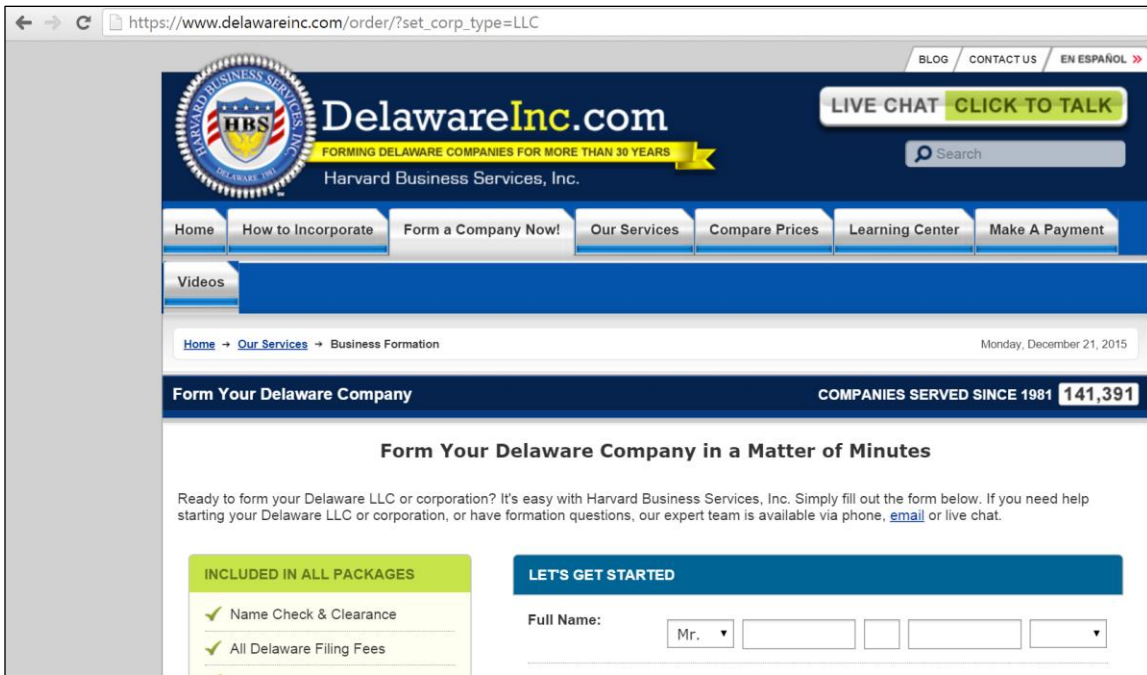 https://www.delawareinc.com/order/?set_corp_type=LLC
BLOG
CONTACT US
EN ESPAÑOL »
HARVARD BUSINESS SERVICES, INC
HBS
DELAWARE 1981
DelawareInc.com
FORMING DELAWARE COMPANIES FOR MORE THAN 30 YEARS
Harvard Business Services, Inc.
LIVE CHAT CLICK TO TALK
Search
Home
How to Incorporate
Form a Company Now!
Our Services
Compare Prices
Learning Center
Make A Payment
Videos
Home → Our Services → Business Formation
Monday, December 21, 2015
Form Your Delaware Company
COMPANIES SERVED SINCE 1981 141,391
Form Your Delaware Company in a Matter of Minutes
Ready to form your Delaware LLC or corporation? It's easy with Harvard Business Services, Inc. Simply fill out the form below. If you need help
starting your Delaware LLC or corporation, or have formation questions, our expert team is available via phone, email or live chat.
INCLUDED IN ALL PACKAGES
Name Check & Clearance
All Delaware Filing Fees
LET'S GET STARTED
Full Name:
Mr.